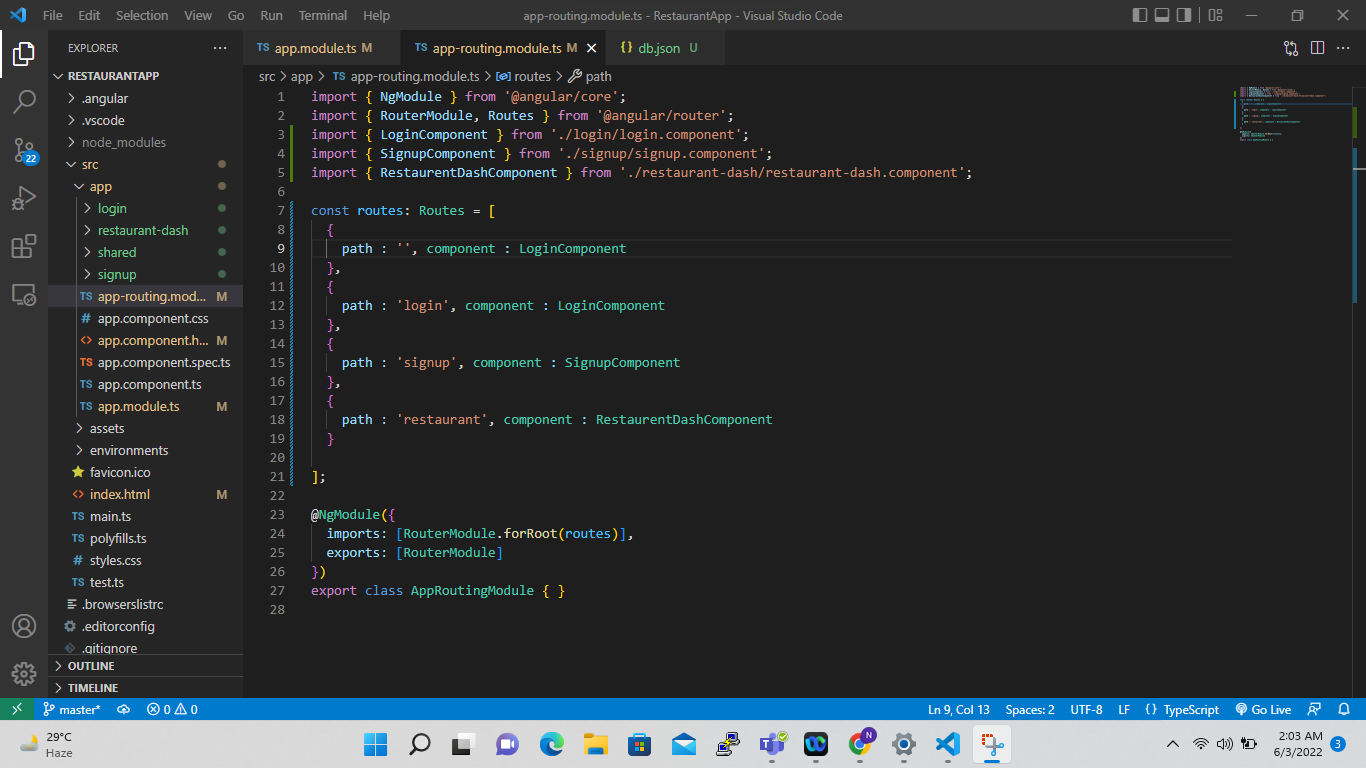 File Edit Selection View Go Run Terminal Help
app-routing.module.ts - RestaurantApp - Visual Studio Code
EXPLORER
RESTAURANTAPP
.angular
.vscode
node_modules
src
app
login
restaurant-dash
shared
signup
TS app-routing.mod... M
# app.component.css
<> app.component.h... M
TS app.component.spec.ts
TS app.component.ts
TS app.module.ts M
assets
environments
favicon.ico
<> index.html M
TS main.ts
TS polyfills.ts
# styles.css
TS test.ts
.browserslistrc
.editorconfig
.gitignore
OUTLINE
TIMELINE
22
TS app.module.ts M
TS app-routing.module.ts M
{} db.json U
src > app > TS app-routing.module.ts > routes > path
1 import { NgModule } from '@angular/core';
2 import { RouterModule, Routes } from '@angular/router';
3 import { LoginComponent } from './login/login.component';
4 import { SignupComponent } from './signup/signup.component';
5 import { RestaurentDashComponent } from './restaurant-dash/restaurant-dash.component';
6
7 const routes: Routes = [
8 {
9 path : '', component : LoginComponent
10 },
11 {
12 path : 'login', component : LoginComponent
13 },
14 {
15 path : 'signup', component : SignupComponent
16 },
17 {
18 path : 'restaurant', component : RestaurentDashComponent
19 }
20
21 ];
22
23 @NgModule({
24 imports: [RouterModule.forRoot(routes)],
25 exports: [RouterModule]
26 })
27 export class AppRoutingModule { }
28
master* 0 0
Ln 9, Col 13 Spaces: 2 UTF-8 LF {} TypeScript Go Live
29°C
Haze
N
2:03 AM
6/3/2022
3